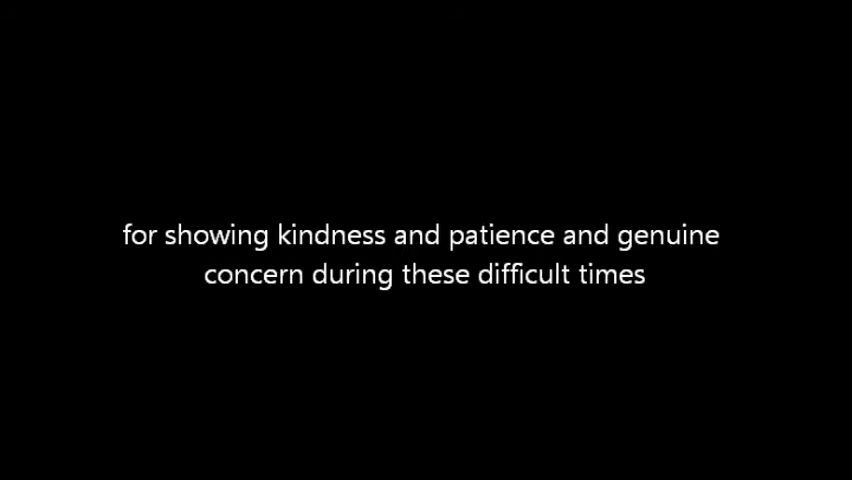 for showing kindness and patience and genuine
concern during these difficult times